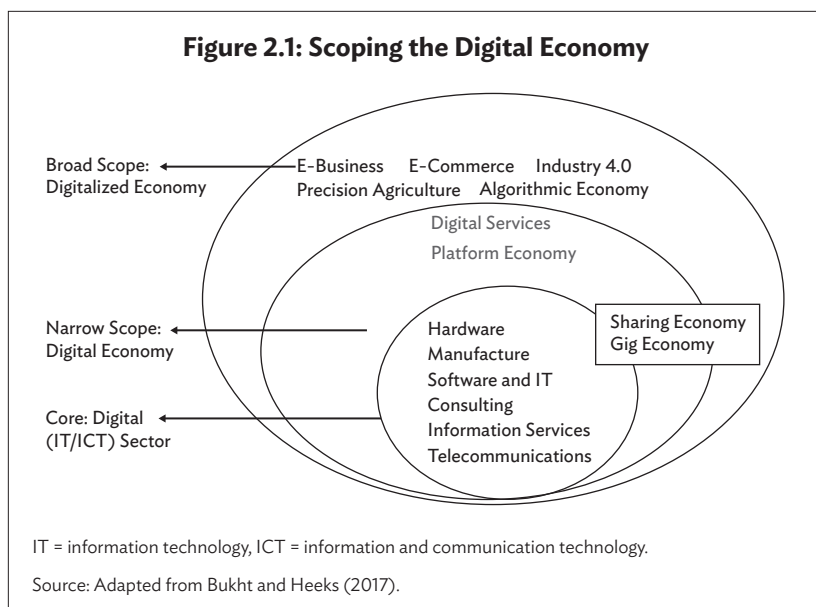 Figure 2.1: Scoping the Digital Economy
Broad Scope:
Digitalized Economy
E-Business E-Commerce Industry 4.0
Precision Agriculture Algorithmic Economy
Digital Services
Platform Economy
Narrow Scope:
Digital Economy
Sharing Economy
Gig Economy
Core: Digital
(IT/ICT) Sector
Hardware
Manufacture
Software and IT
Consulting
Information Services
Telecommunications
IT = information technology, ICT = information and communication technology.
Source: Adapted from Bukht and Heeks (2017).